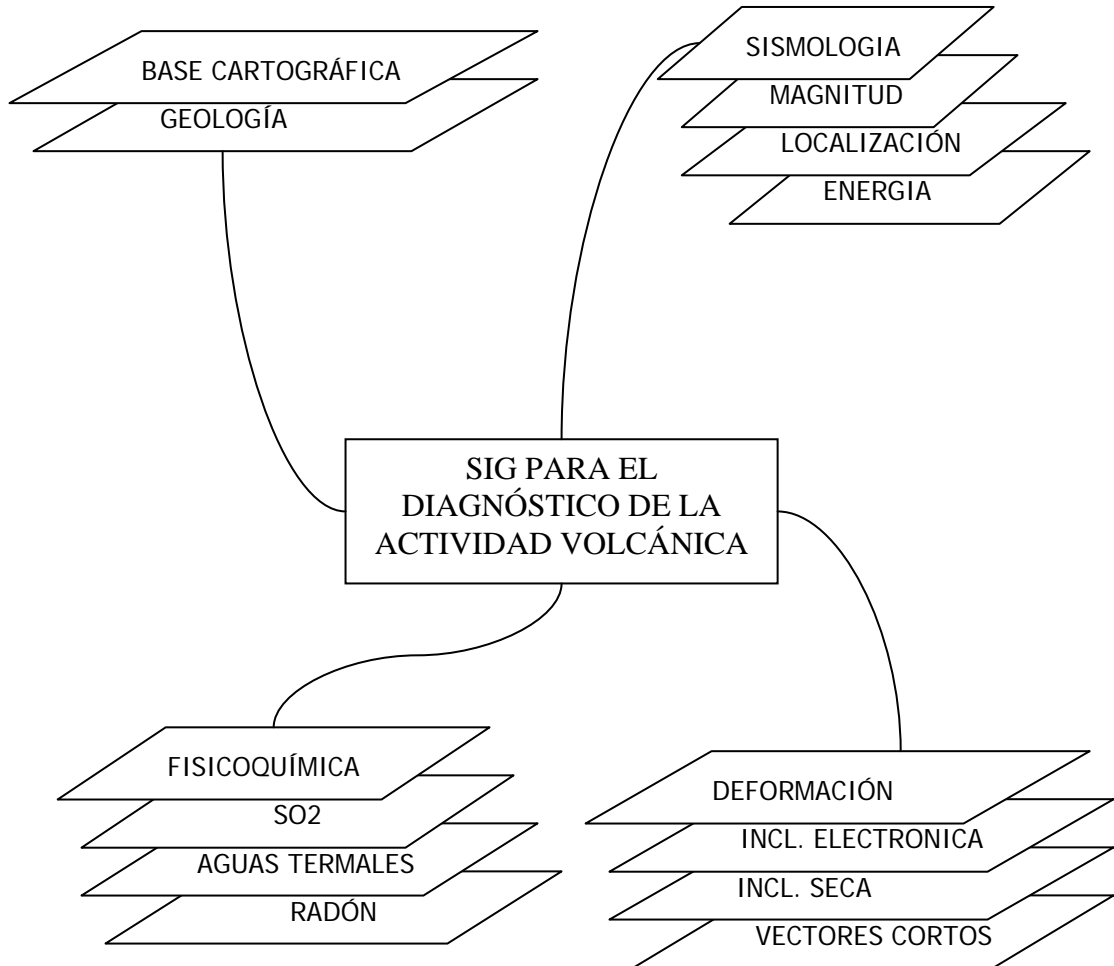 BASE CARTOGRÁFICA
GEOLOGÍA
SISMOLOGIA
MAGNITUD
LOCALIZACIÓN
ENERGIA
SIG PARA EL
DIAGNÓSTICO DE LA
ACTIVIDAD VOLCÁNICA
FISICOQUÍMICA
SO2
AGUAS TERMALES
RADÓN
DEFORMACIÓN
INCL. ELECTRONICA
INCL. SECA
VECTORES CORTOS